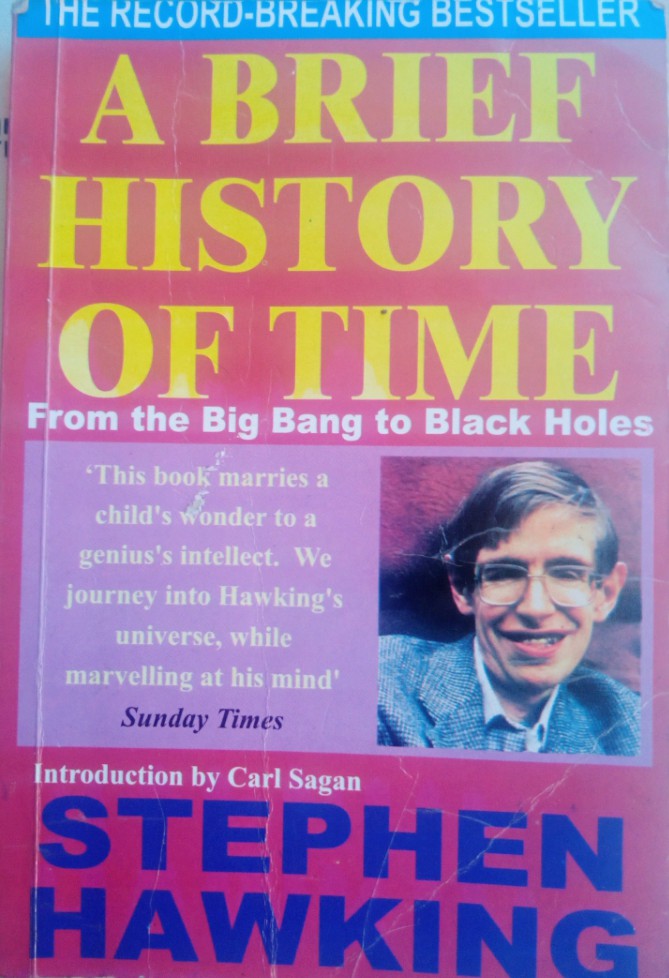 THE RECORD-BREAKING BESTSELLER
A BRIEF
HISTORY
OF TIME
From the Big Bang to Black Holes
‘This book marries a
child's wonder to a
genius's intellect. We
journey into Hawking's
universe, while
marvelling at his mind'
Sunday Times
Introduction by Carl Sagan
STEPHEN
HAWKING